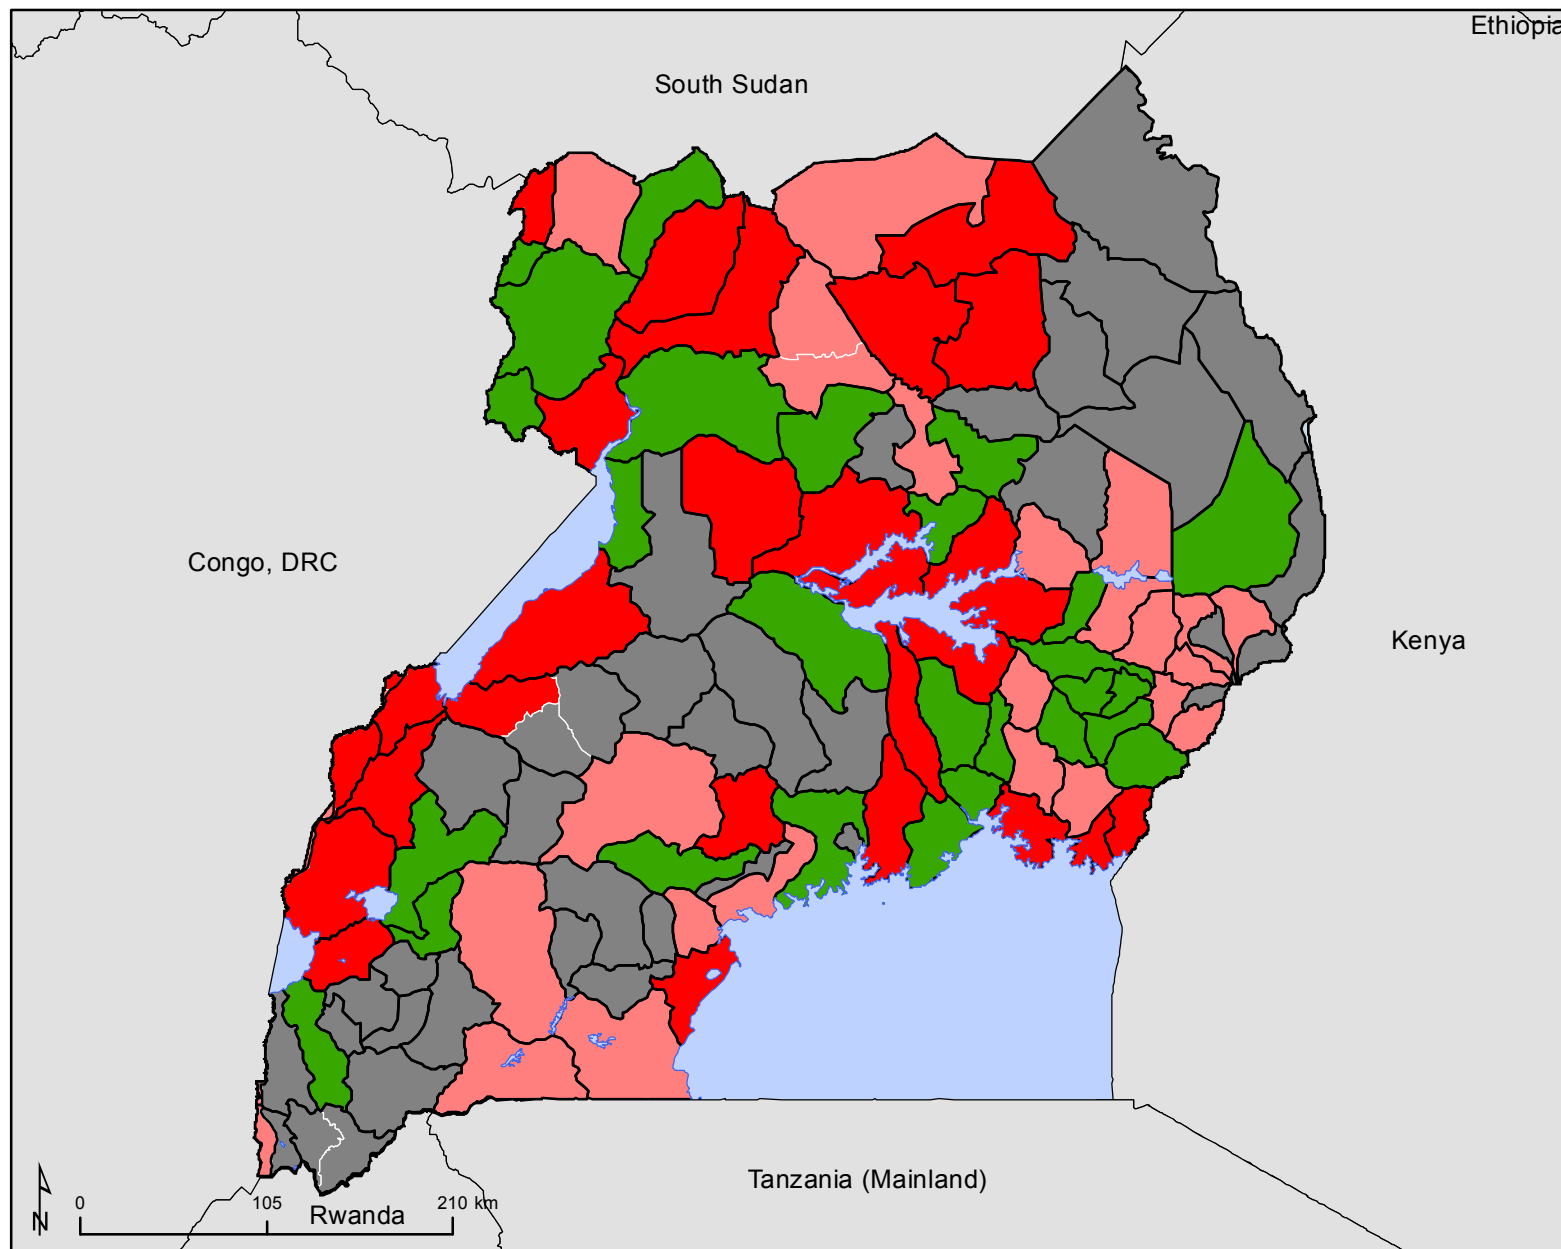 Ethiopia
South Sudan
Congo, DRC
Kenya
Tanzania (Mainland)
N
0 105 210 km
Rwanda